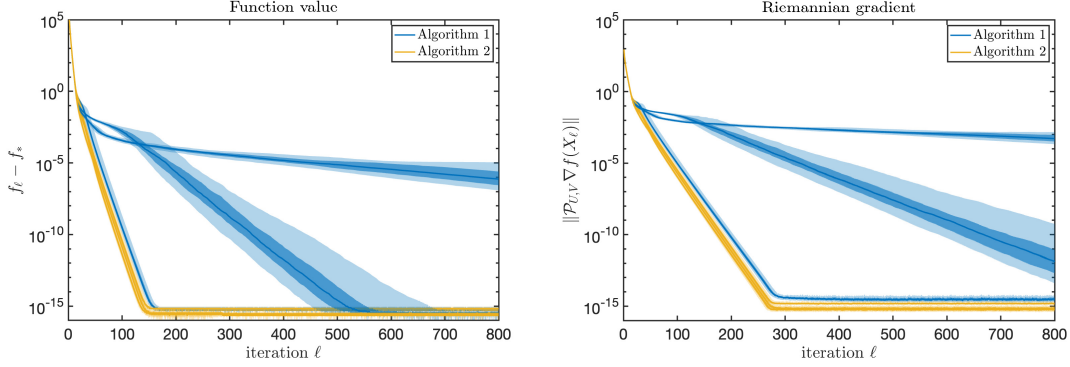 Function value
10^5
10^0
10^-5
10^-10
10^-15
0
100
200
300
400
500
600
700
800
f_ℓ − f_*
iteration ℓ
Algorithm 1
Algorithm 2
Riemannian gradient
10^5
10^0
10^-5
10^-10
10^-15
0
100
200
300
400
500
600
700
800
‖P_{U,V} ∇f(X_ℓ)‖
iteration ℓ
Algorithm 1
Algorithm 2